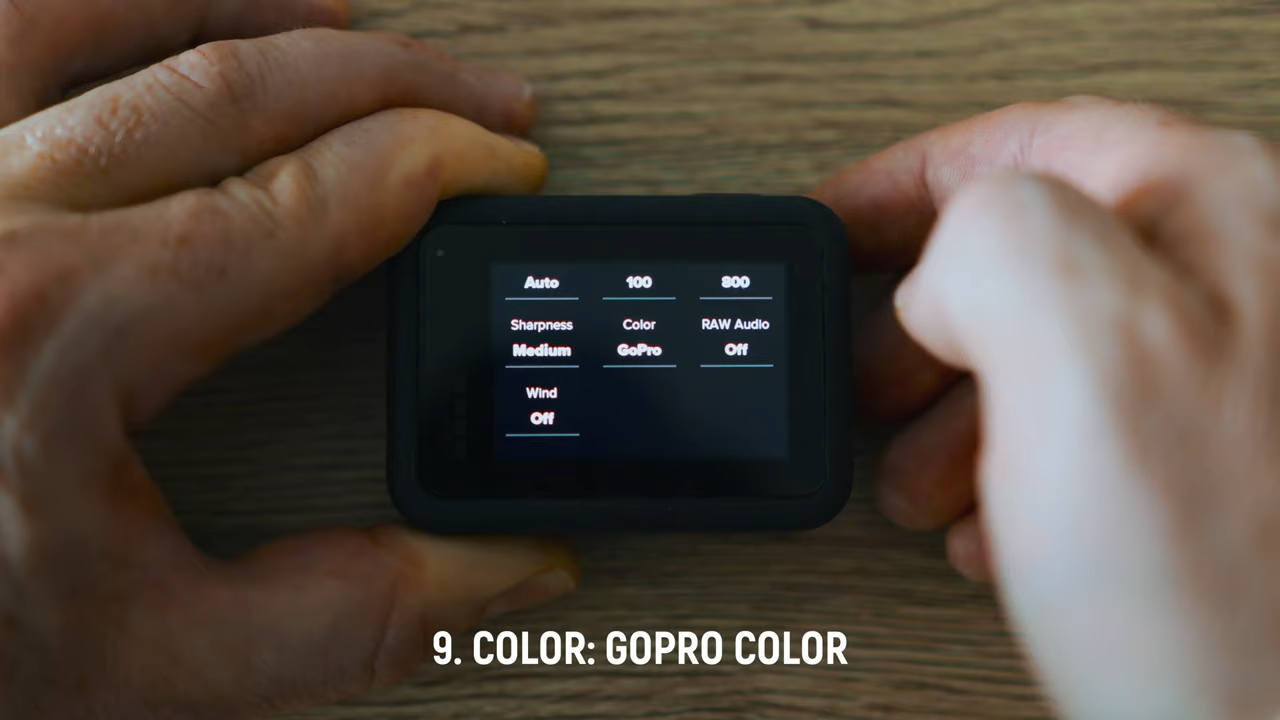 Auto 100 800
Sharpness Color RAW Audio
Medium GoPro Off
Wind
Off
9. COLOR: GOPRO COLOR